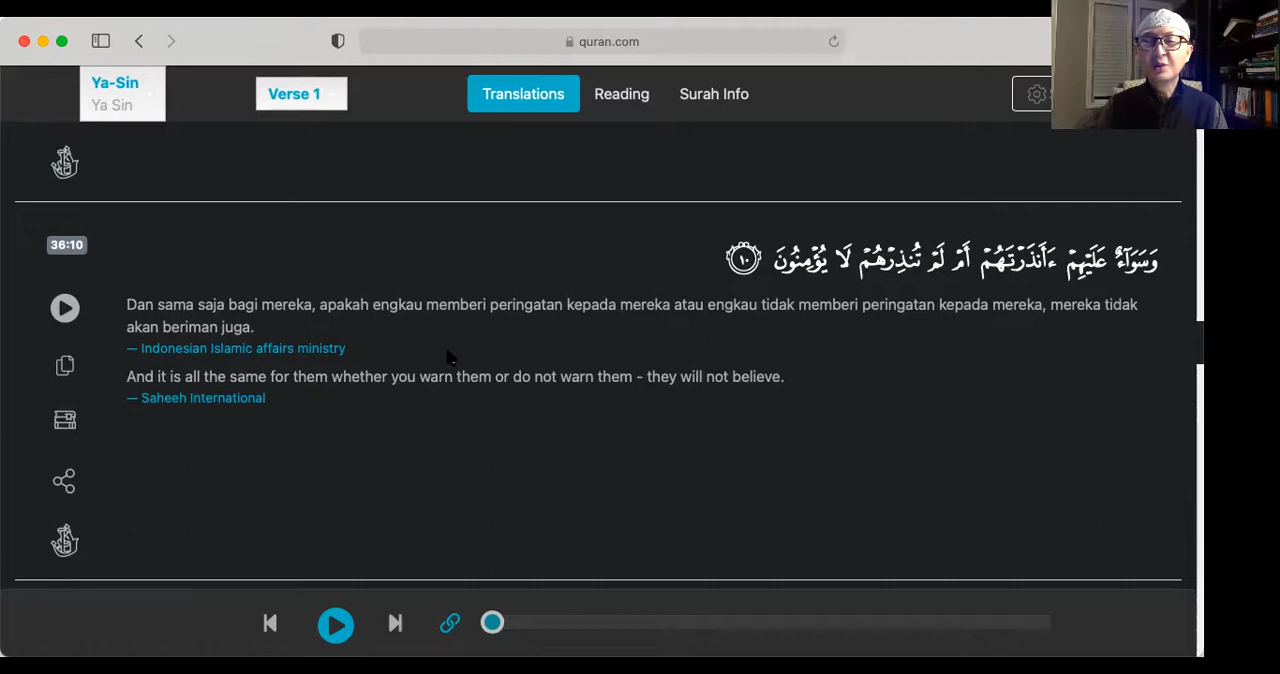 quran.com
Ya-Sin
Ya Sin
Verse 1
Translations
Reading
Surah Info
36:10
وَسَوَآءٌ عَلَيْهِمْ ءَأَنذَرْتَهُمْ أَمْ لَمْ تُنذِرْهُمْ لَا يُؤْمِنُونَ ١٠
Dan sama saja bagi mereka, apakah engkau memberi peringatan kepada mereka atau engkau tidak memberi peringatan kepada mereka, mereka tidak
akan beriman juga.
— Indonesian Islamic affairs ministry
And it is all the same for them whether you warn them or do not warn them - they will not believe.
— Saheeh International